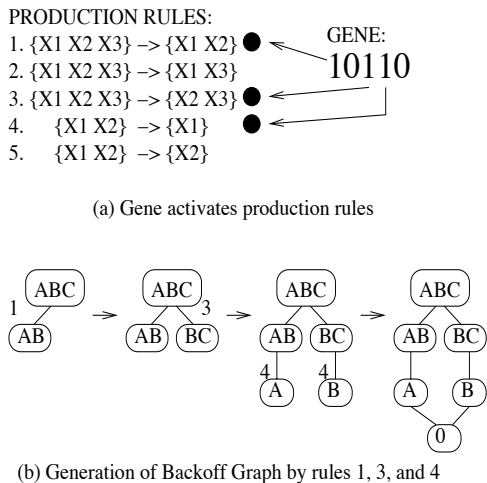 PRODUCTION RULES:
1. {X1 X2 X3} –> {X1 X2}
2. {X1 X2 X3} –> {X1 X3}
3. {X1 X2 X3} –> {X2 X3}
4. {X1 X2} –> {X1}
5. {X1 X2} –> {X2}
GENE:
10110
(a) Gene activates production rules
ABC
1
AB
ABC
3
AB BC
ABC
AB BC
4 4
A B
ABC
AB BC
A B
0
(b) Generation of Backoff Graph by rules 1, 3, and 4